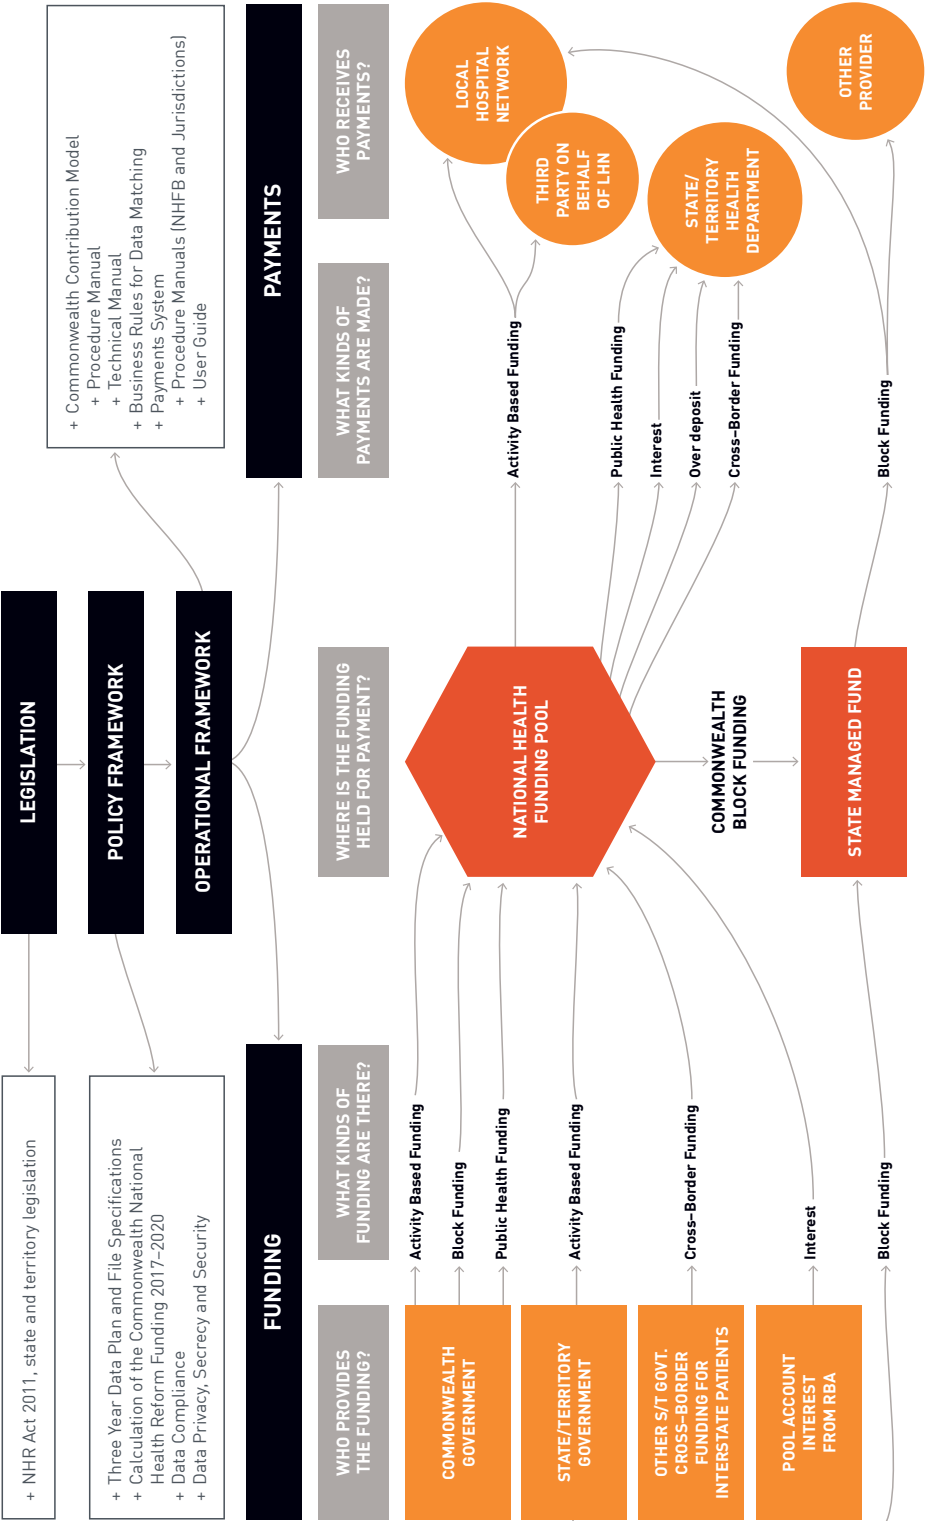 LEGISLATION
+ NHR Act 2011, state and territory legislation
POLICY FRAMEWORK
+ Three Year Data Plan and File Specifications
+ Calculation of the Commonwealth National
Health Reform Funding 2017–2020
+ Data Compliance
+ Data Privacy, Secrecy and Security
OPERATIONAL FRAMEWORK
+ Commonwealth Contribution Model
+ Procedure Manual
+ Technical Manual
+ Business Rules for Data Matching
+ Payments System
+ Procedure Manuals (NHFB and Jurisdictions)
+ User Guide
FUNDING
PAYMENTS
WHO PROVIDES
THE FUNDING?
WHAT KINDS OF
FUNDING ARE THERE?
WHERE IS THE FUNDING
HELD FOR PAYMENT?
WHAT KINDS OF
PAYMENTS ARE MADE?
WHO RECEIVES
PAYMENTS?
COMMONWEALTH
GOVERNMENT
STATE/TERRITORY
GOVERNMENT
OTHER S/T GOVT.
CROSS–BORDER
FUNDING FOR
INTERSTATE PATIENTS
POOL ACCOUNT
INTEREST
FROM RBA
Activity Based Funding
Block Funding
Public Health Funding
Activity Based Funding
Cross–Border Funding
Interest
Block Funding
NATIONAL HEALTH
FUNDING POOL
COMMONWEALTH
BLOCK FUNDING
STATE MANAGED FUND
Activity Based Funding
Public Health Funding
Interest
Over deposit
Cross–Border Funding
Block Funding
LOCAL
HOSPITAL
NETWORK
THIRD
PARTY ON
BEHALF
OF LHN
STATE/
TERRITORY
HEALTH
DEPARTMENT
OTHER
PROVIDER